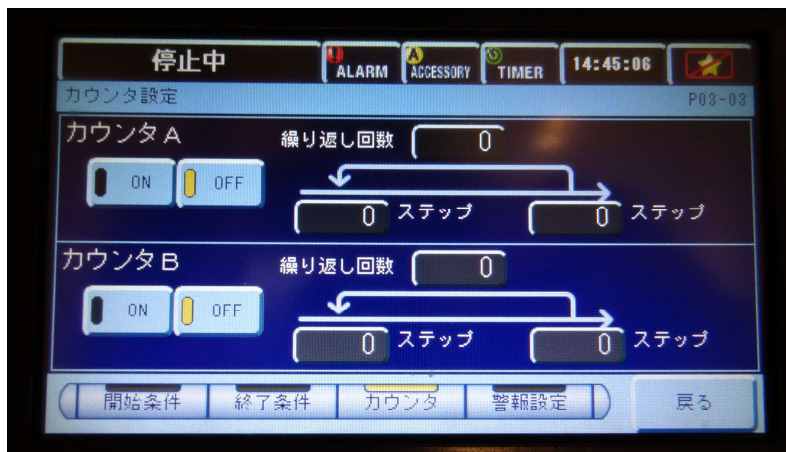 停止中 ALARM A ACCESSORY TIMER 14:45:06
カウンタ設定 P03-03
カウンタA 繰り返し回数 0
ON OFF
0 ステップ 0 ステップ
カウンタB 繰り返し回数 0
ON OFF
0 ステップ 0 ステップ
開始条件 終了条件 カウンタ 警報設定 戻る